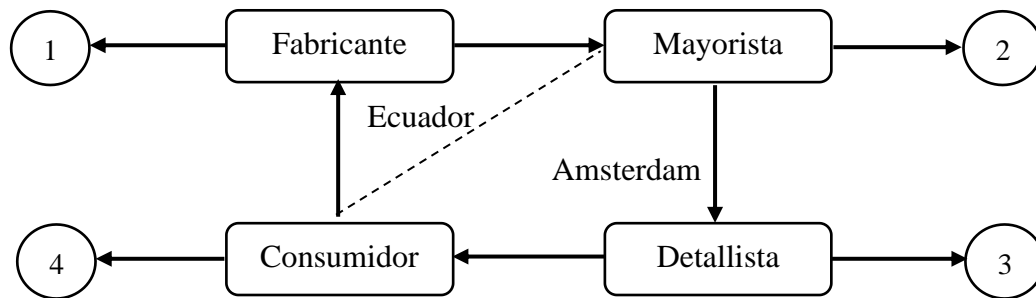 1
Fabricante
Mayorista
2
Ecuador
Amsterdam
4
Consumidor
Detallista
3